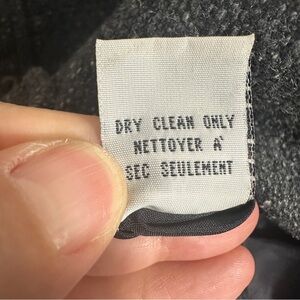 DRY CLEAN ONLY
NETTOYER A'
SEC SEULEMENT